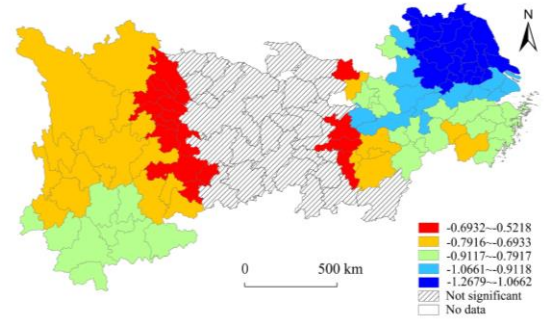 N
-0.6932~-0.5218
-0.7916~-0.6933
-0.9117~-0.7917
-1.0661~-0.9118
-1.2679~-1.0662
Not significant
No data
0 500 km